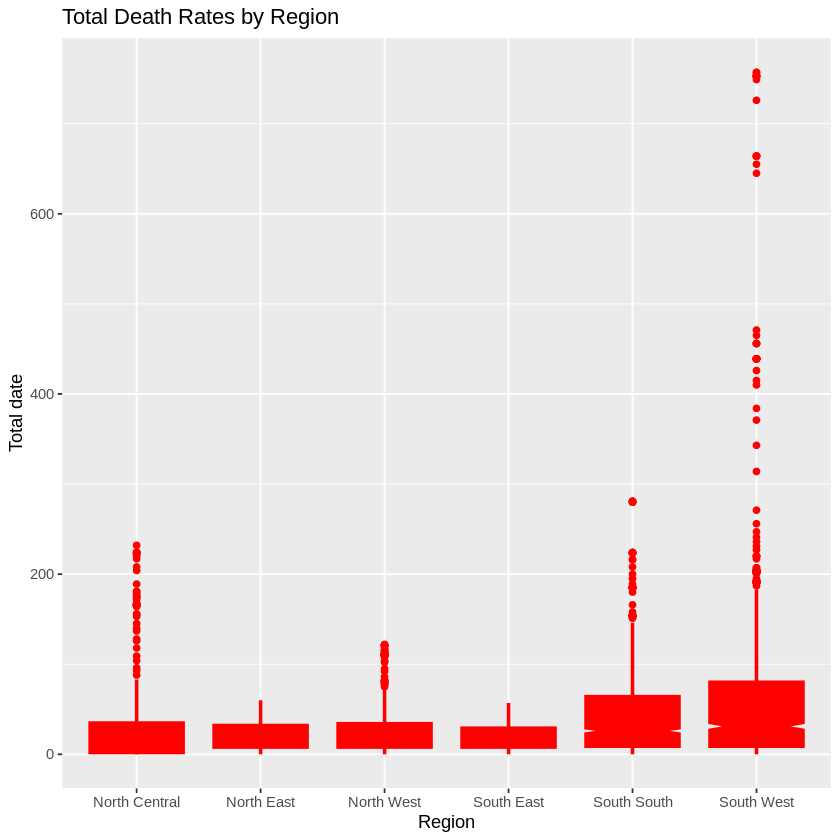 Total Death Rates by Region
Total date
600
400
200
0
North Central North East North West South East South South South West
Region